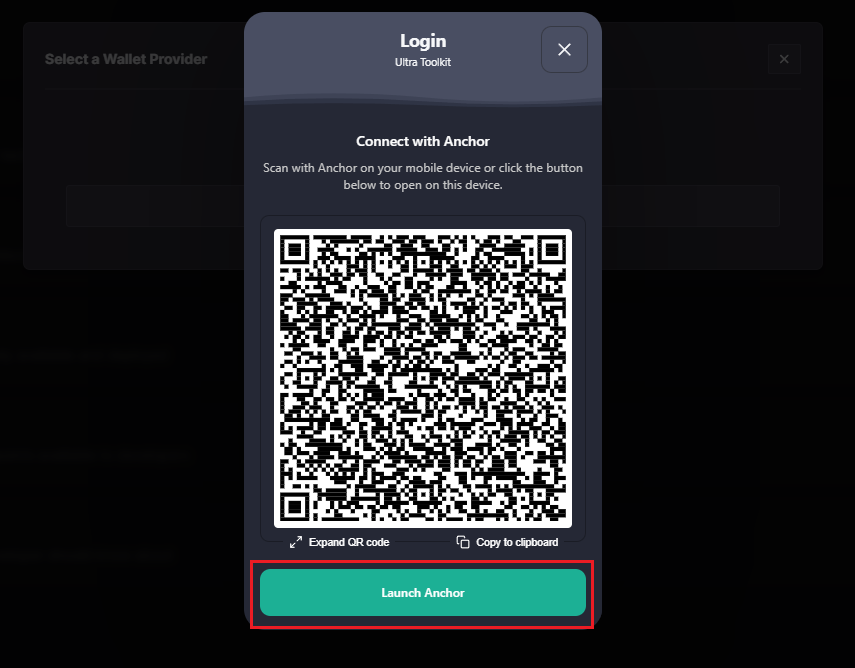 Select a Wallet Provider
Login
Ultra Toolkit
Connect with Anchor
Scan with Anchor on your mobile device or click the button
below to open on this device.
Expand QR code
Copy to clipboard
Launch Anchor